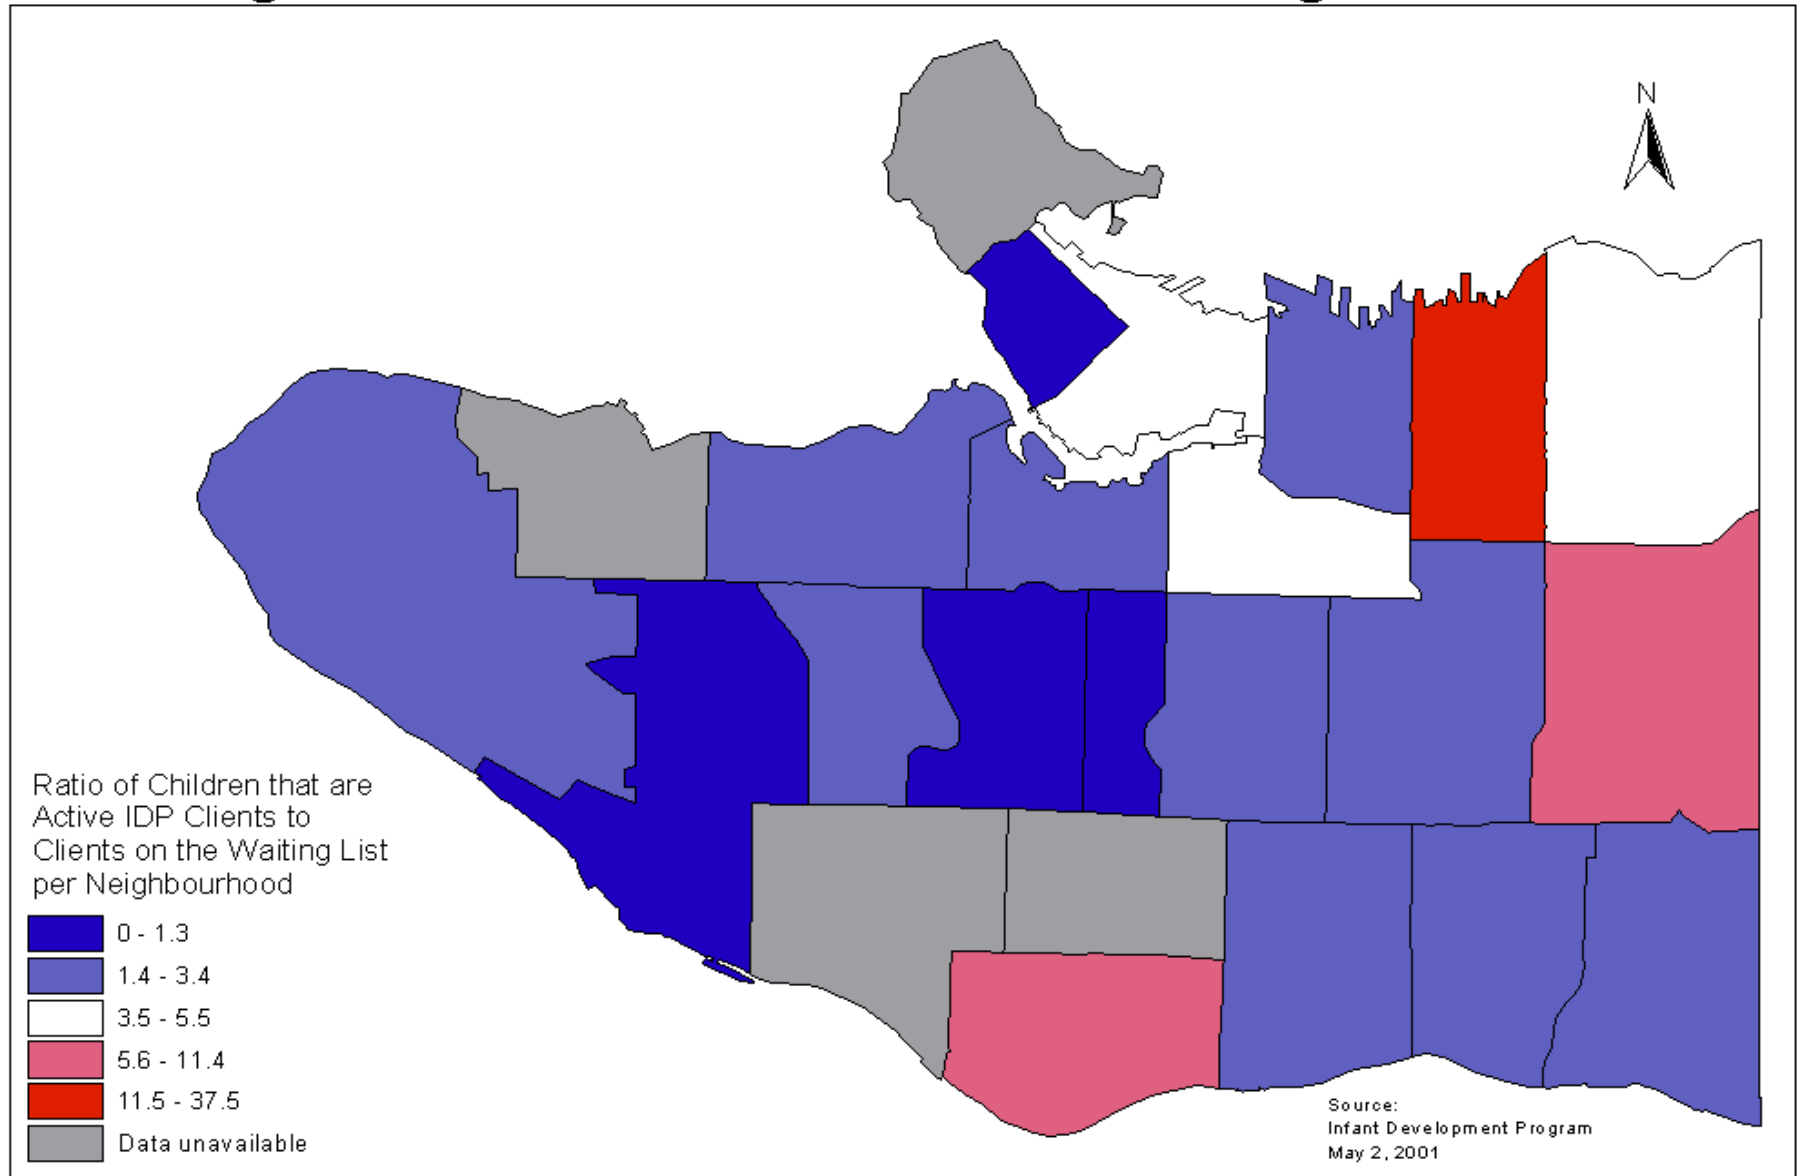 N
Ratio of Children that are
Active IDP Clients to
Clients on the Waiting List
per Neighbourhood
0 - 1.3
1.4 - 3.4
3.5 - 5.5
5.6 - 11.4
11.5 - 37.5
Data unavailable
Source:
Infant Development Program
May 2, 2001